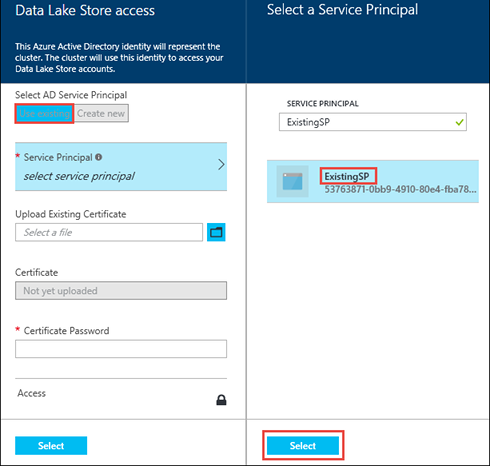 Data Lake Store access
This Azure Active Directory identity will represent the
cluster. The cluster will use this identity to access your
Data Lake Store accounts.
Select AD Service Principal
Use existing Create new
* Service Principal
select service principal
Upload Existing Certificate
Select a file
Certificate
Not yet uploaded
* Certificate Password
Access
Select
Select a Service Principal
SERVICE PRINCIPAL
ExistingSP
ExistingSP
53763871-0bb9-4910-80e4-fba78...
Select